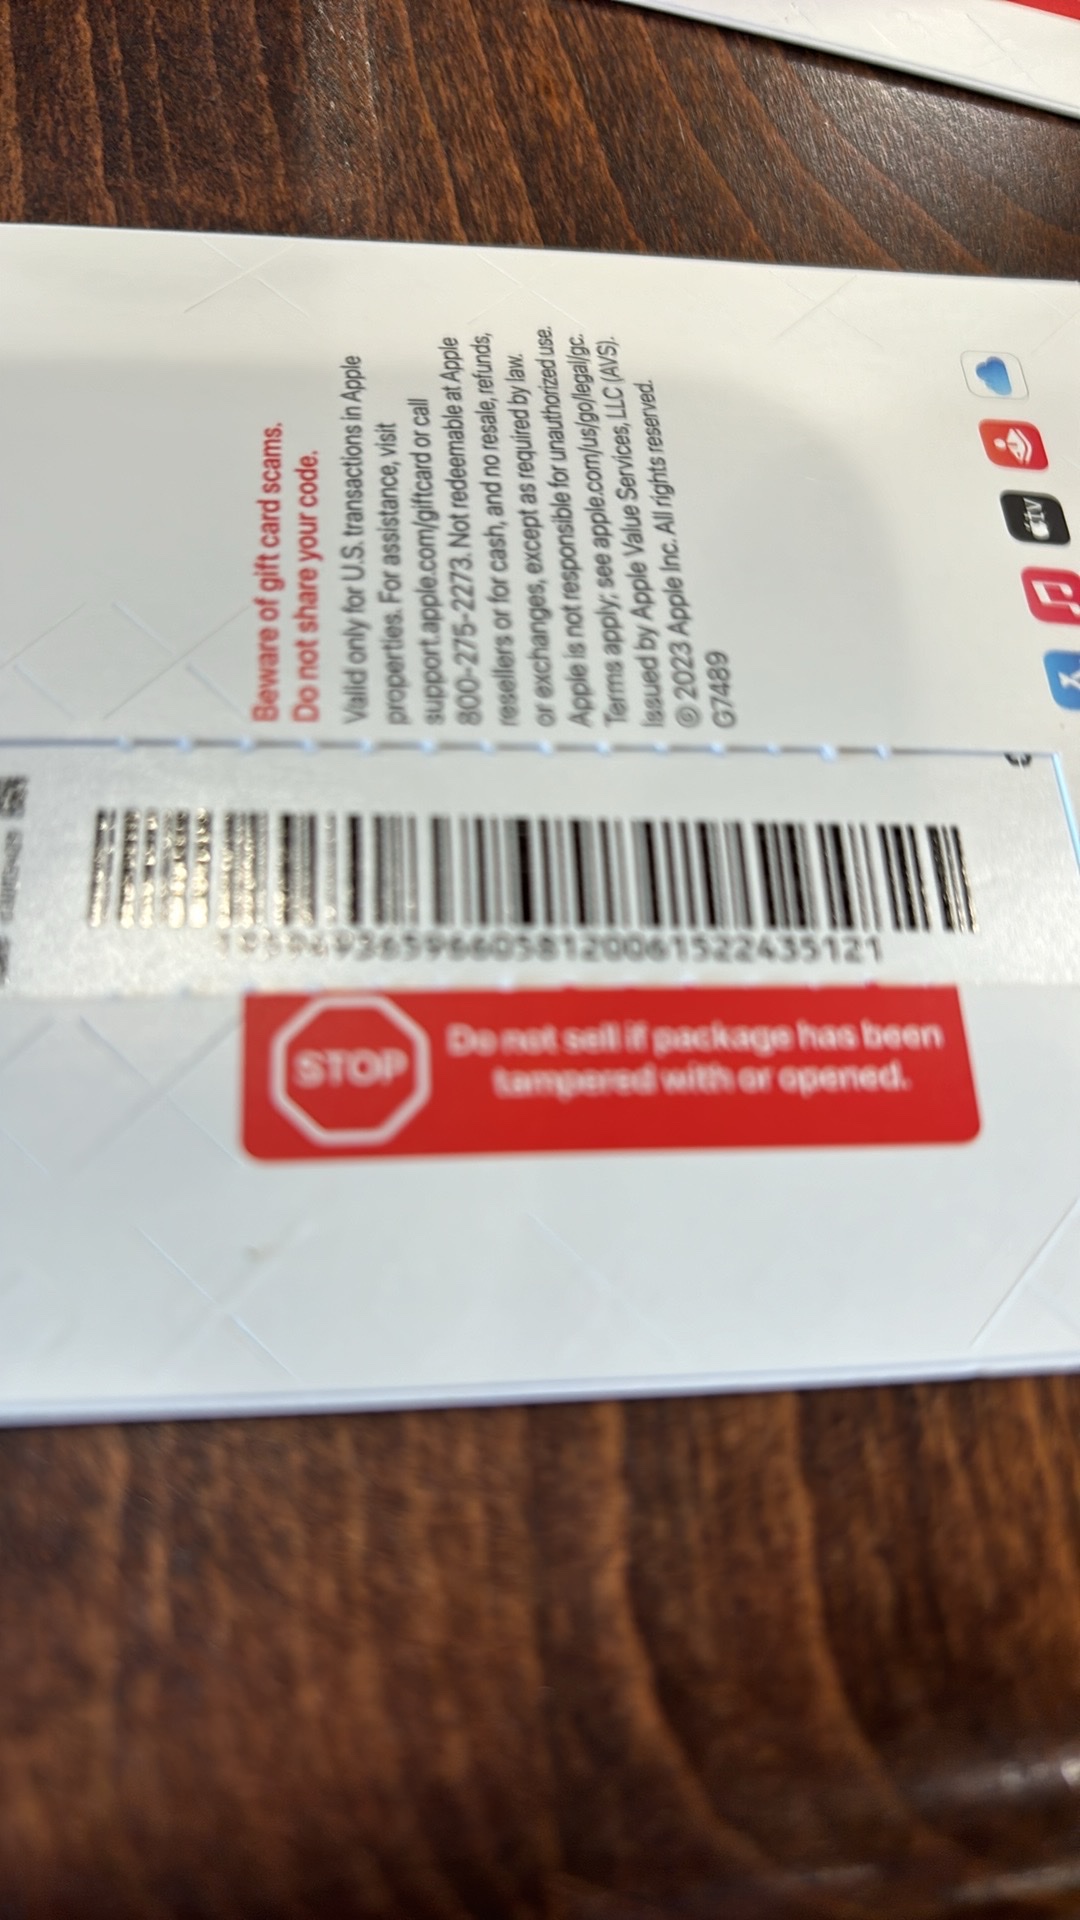 Beware of gift card scams.
Do not share your code.
Valid only for U.S. transactions in Apple
properties. For assistance, visit
support.apple.com/giftcard or call
800-275-2273. Not redeemable at Apple
resellers or for cash, and no resale, refunds,
or exchanges, except as required by law.
Apple is not responsible for unauthorized use.
Terms apply; see apple.com/us/go/legal/gc.
Issued by Apple Value Services, LLC (AVS).
© 2023 Apple Inc. All rights reserved.
G7489
tv
STOP
Do not sell if package has been
tampered with or opened.